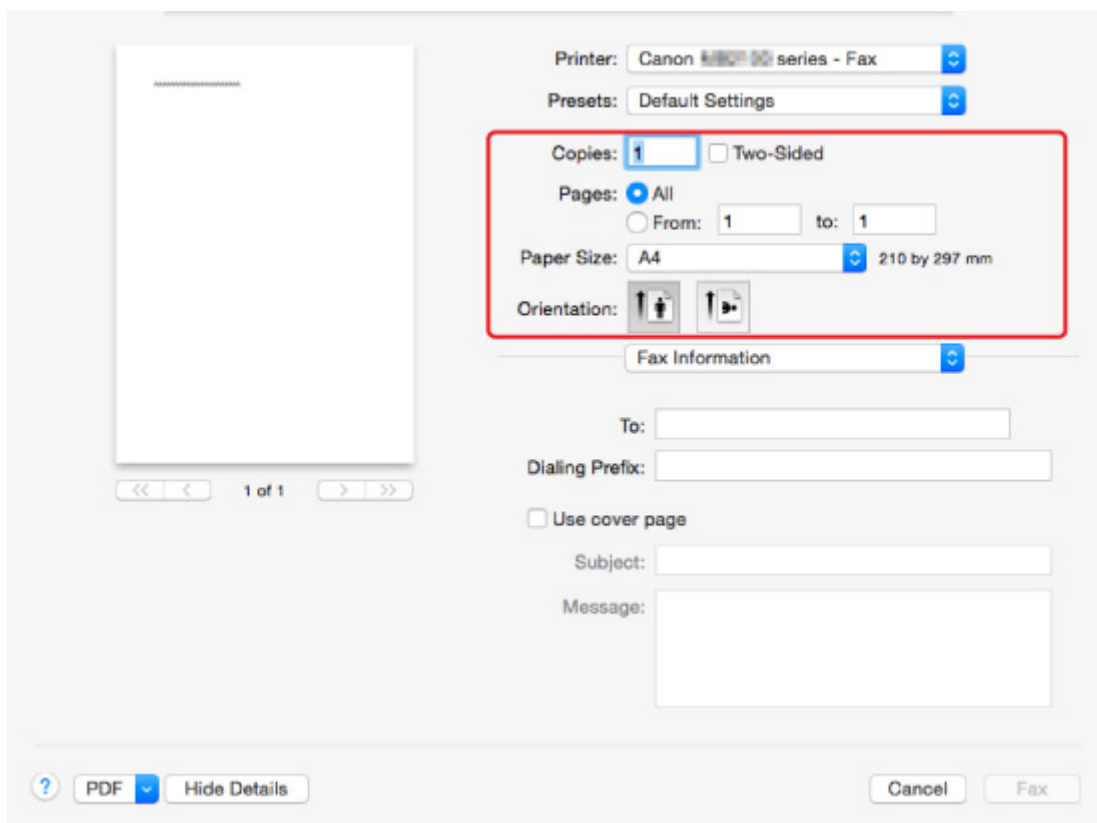 Printer: Canon series - Fax
Presets: Default Settings
Copies: 1 Two-Sided
Pages: All
From: 1 to: 1
Paper Size: A4 210 by 297 mm
Orientation:
Fax Information
To:
Dialing Prefix:
1 of 1
Use cover page
Subject:
Message:
? PDF Hide Details Cancel Fax